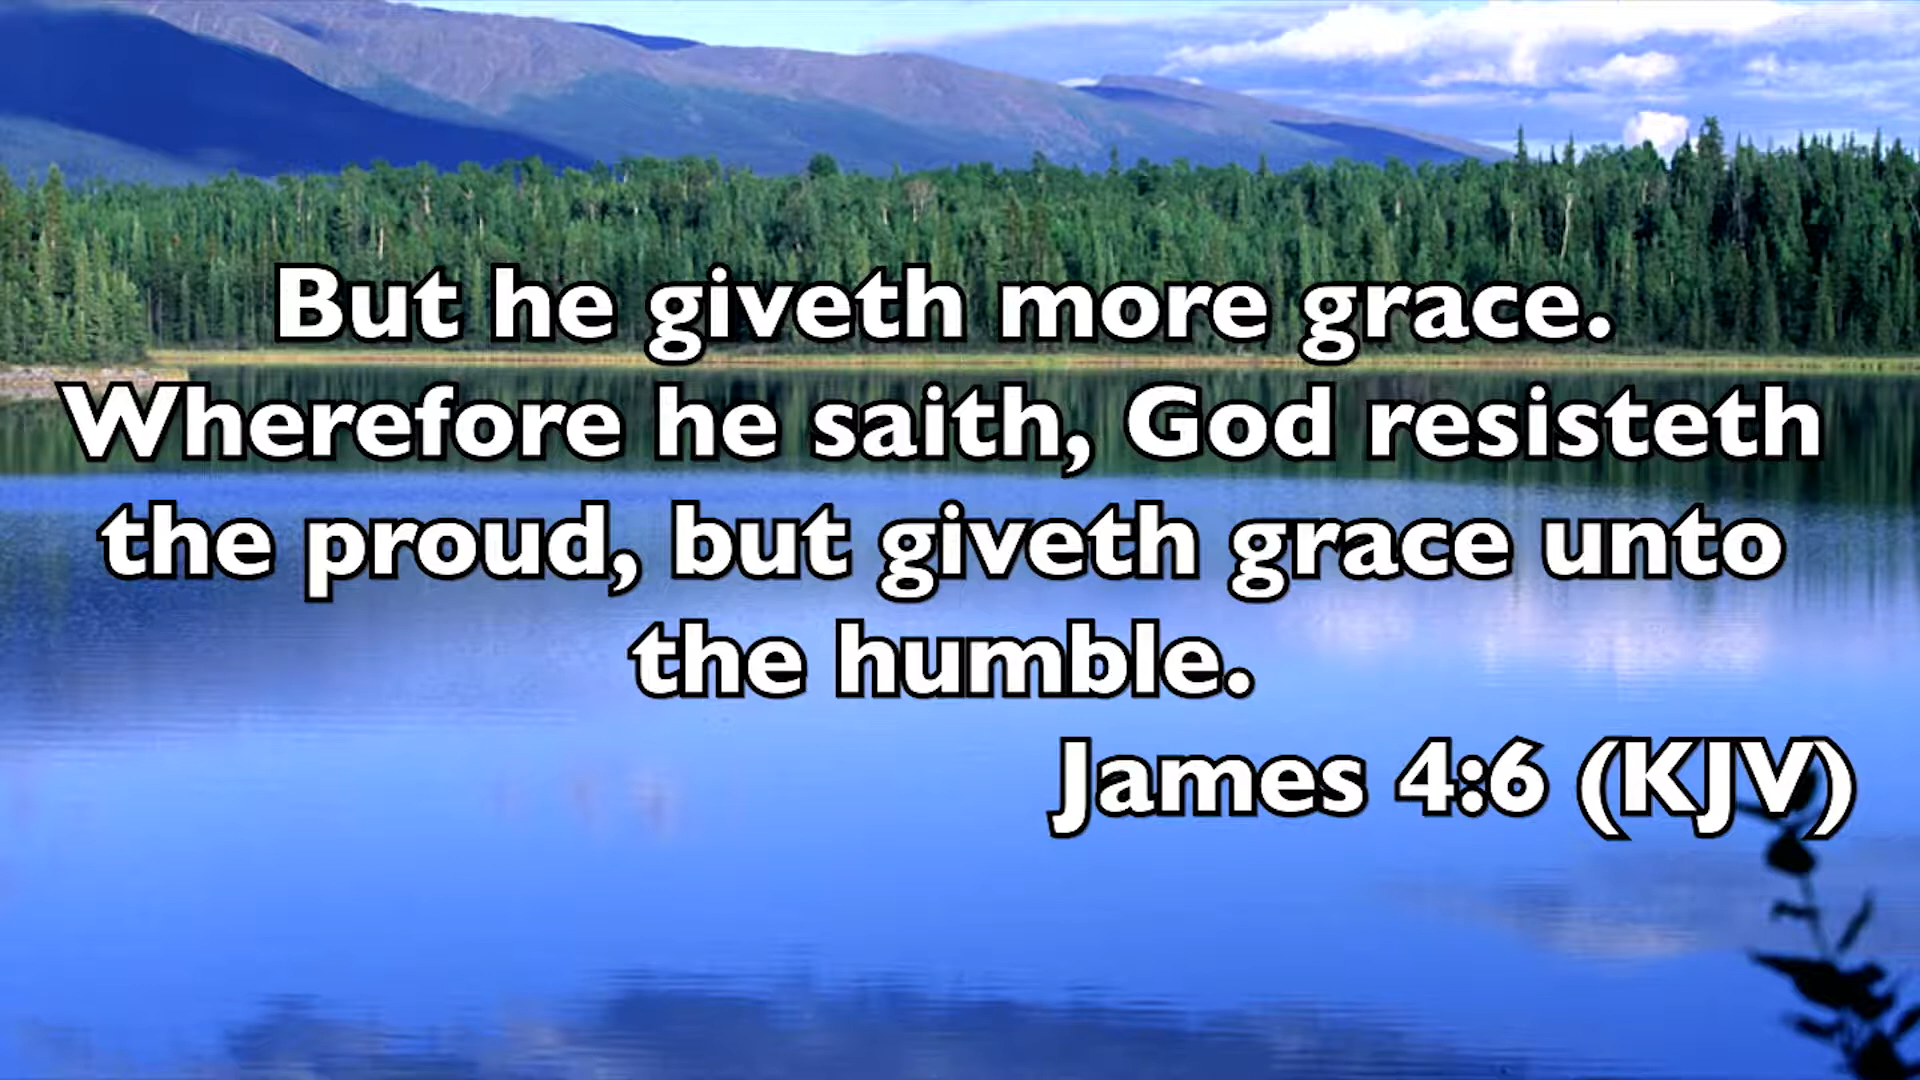 But he giveth more grace.
Wherefore he saith, God resisteth
the proud, but giveth grace unto
the humble.
James 4:6 (KJV)